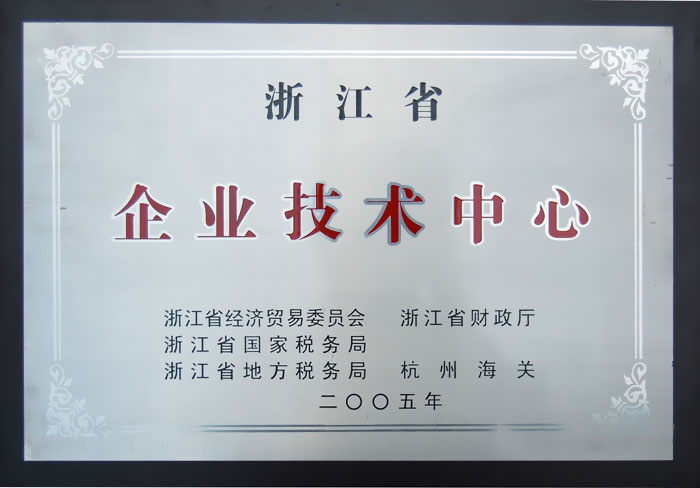 浙江省
企业技术中心
浙江省经济贸易委员会 浙江省财政厅
浙江省国家税务局
浙江省地方税务局 杭州海关
二〇〇五年